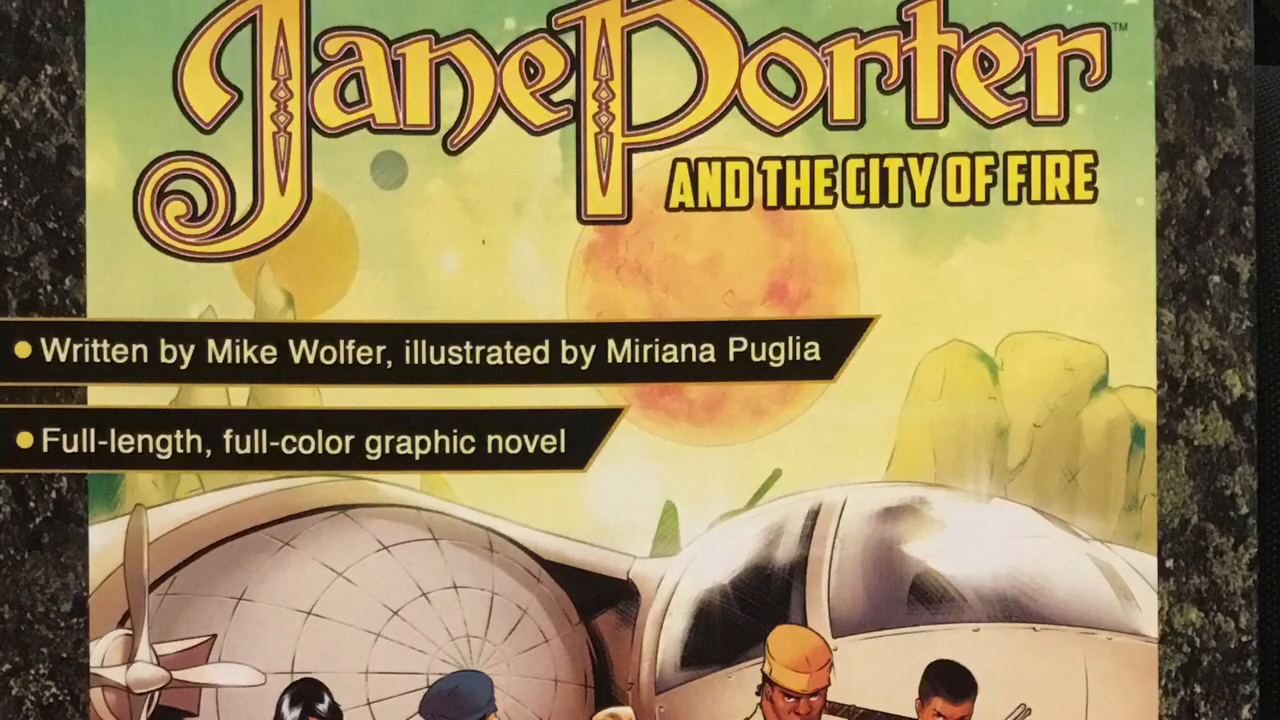 Jane Porter™
AND THE CITY OF FIRE
• Written by Mike Wolfer, illustrated by Miriana Puglia
• Full-length, full-color graphic novel